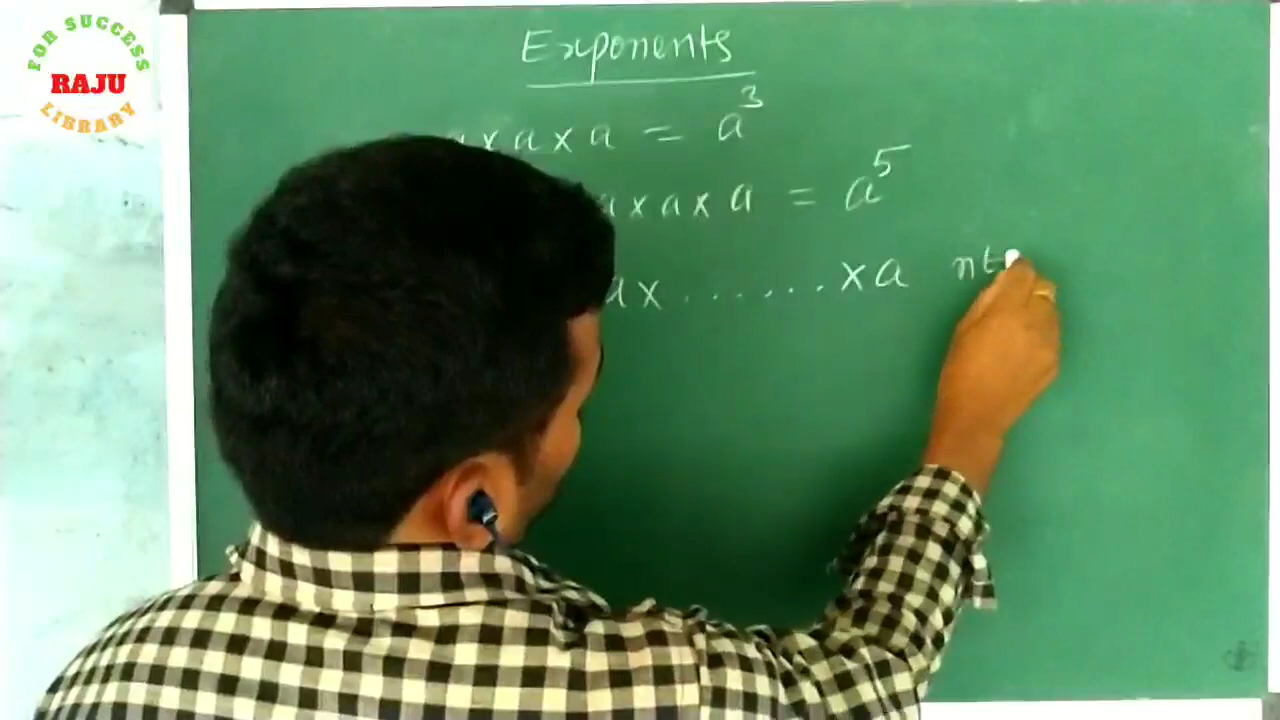 FOR SUCCESS
RAJU
LIBRARY
Exponents
a × a × a = a³
a × a × a = a⁵
a × ....... × a nt